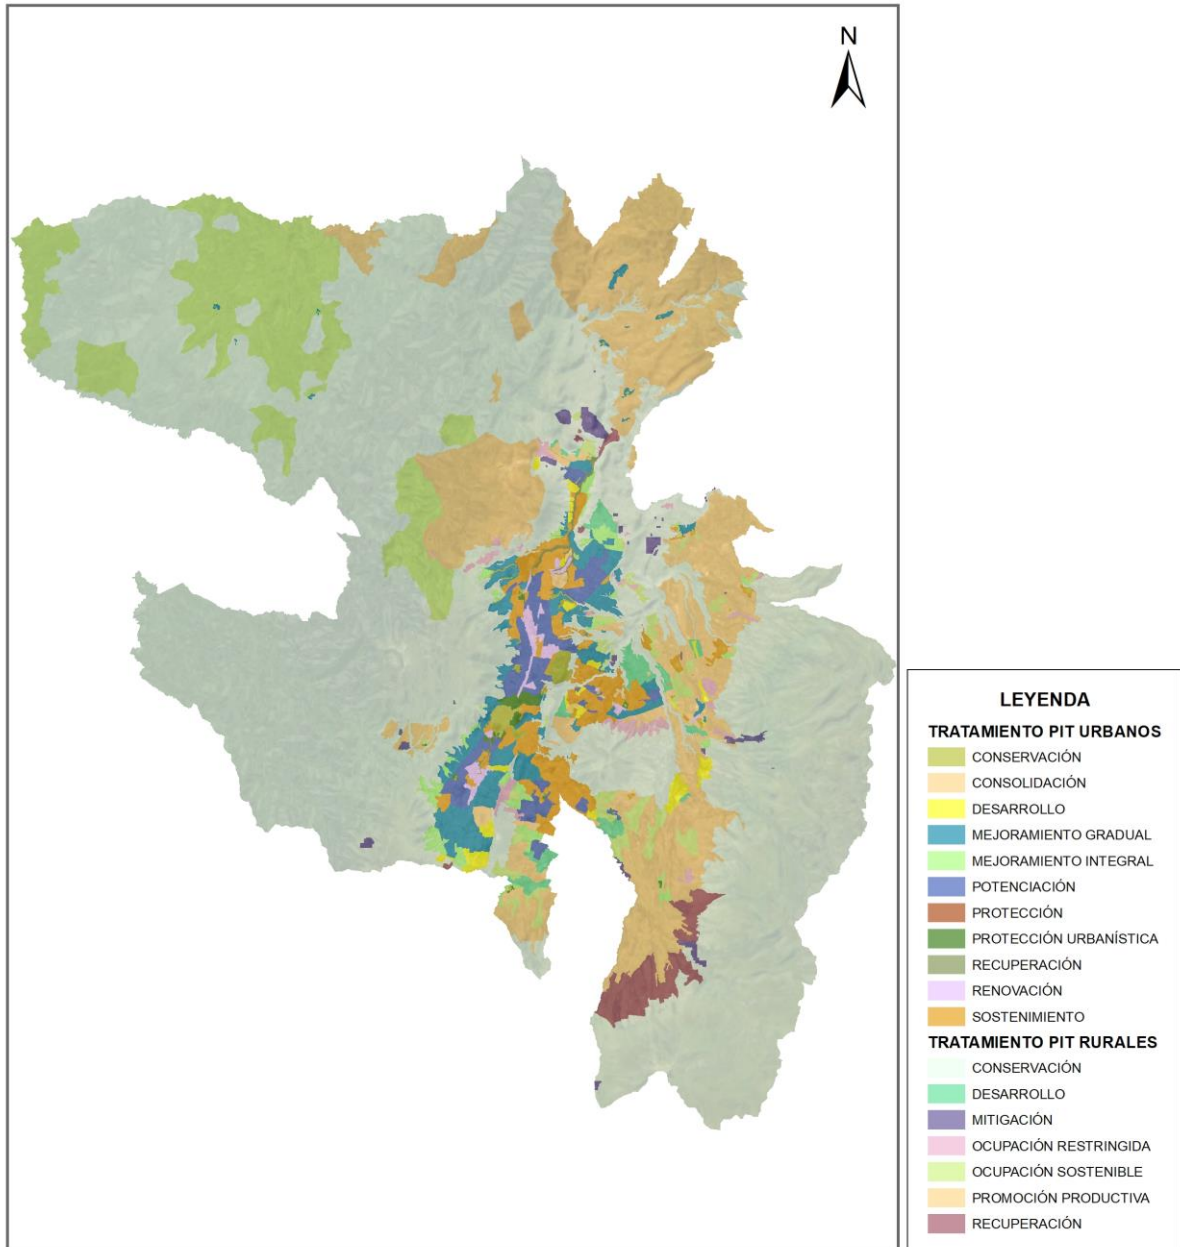 N
LEYENDA
TRATAMIENTO PIT URBANOS
CONSERVACIÓN
CONSOLIDACIÓN
DESARROLLO
MEJORAMIENTO GRADUAL
MEJORAMIENTO INTEGRAL
POTENCIACIÓN
PROTECCIÓN
PROTECCIÓN URBANÍSTICA
RECUPERACIÓN
RENOVACIÓN
SOSTENIMIENTO
TRATAMIENTO PIT RURALES
CONSERVACIÓN
DESARROLLO
MITIGACIÓN
OCUPACIÓN RESTRINGIDA
OCUPACIÓN SOSTENIBLE
PROMOCIÓN PRODUCTIVA
RECUPERACIÓN